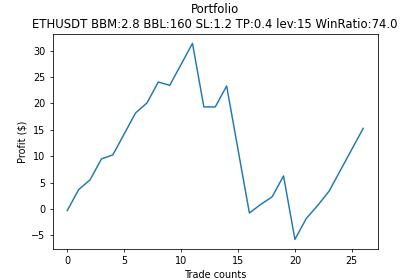 Portfolio
ETHUSDT BBM:2.8 BBL:160 SL:1.2 TP:0.4 lev:15 WinRatio:74.0
30
25
20
15
10
5
0
−5
Profit ($)
0 5 10 15 20 25
Trade counts